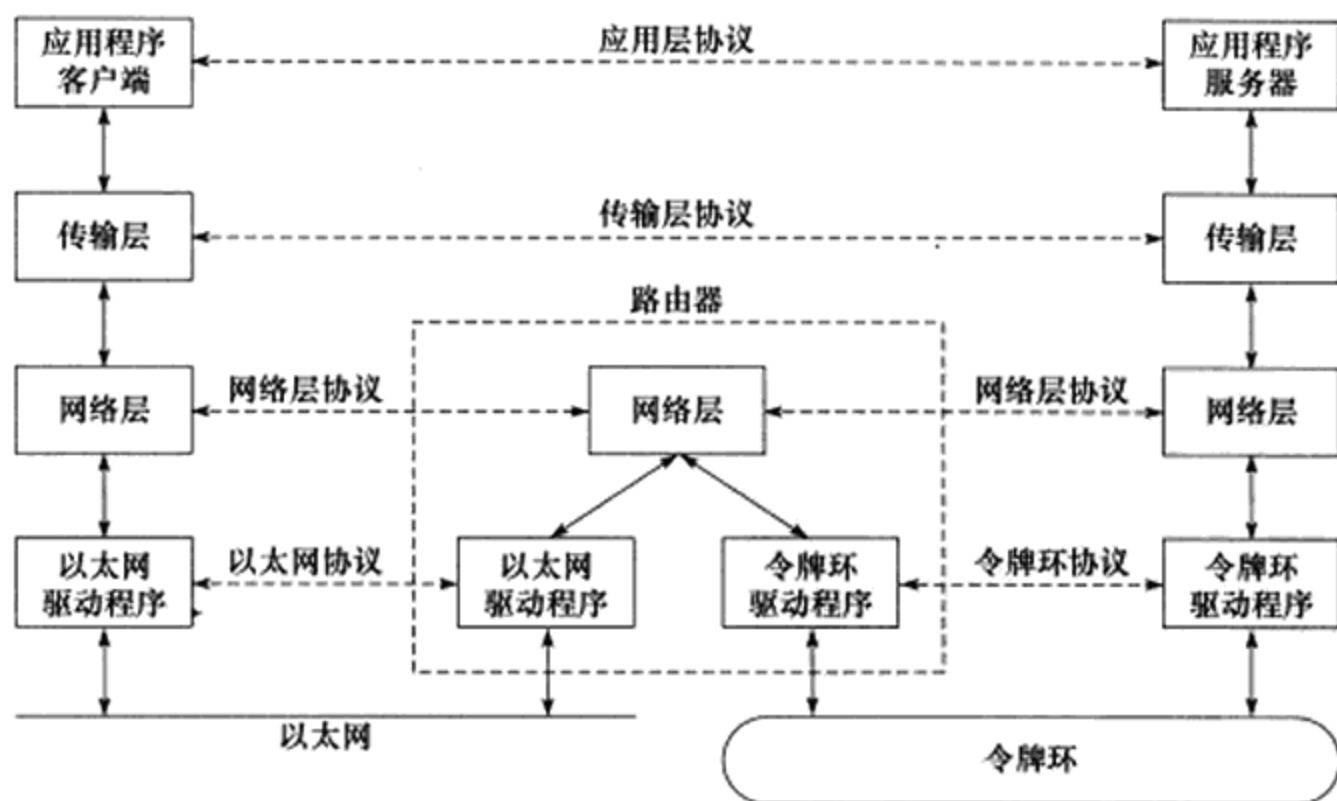 应用程序
客户端
应用层协议
应用程序
服务器
传输层
传输层协议
传输层
路由器
网络层
网络层协议
网络层
网络层协议
网络层
以太网
驱动程序
以太网协议
以太网
驱动程序
令牌环
驱动程序
令牌环协议
令牌环
驱动程序
以太网
令牌环